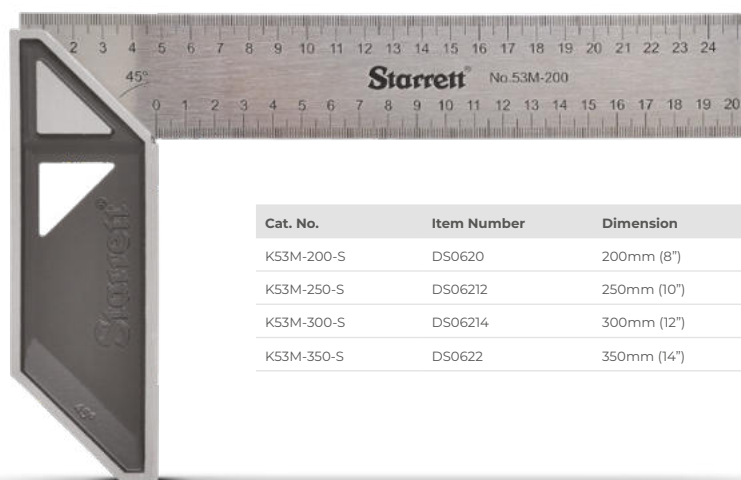 2 3 4 5 6 7 8 9 10 11 12 13 14 15 16 17 18 19 20 21 22 23 24
45°
Starrett® No.53M-200
0 1 2 3 4 5 6 7 8 9 10 11 12 13 14 15 16 17 18 19 20
Starrett®
45°
Cat. No. Item Number Dimension
K53M-200-S DS0620 200mm (8”)
K53M-250-S DS06212 250mm (10”)
K53M-300-S DS06214 300mm (12”)
K53M-350-S DS0622 350mm (14”)